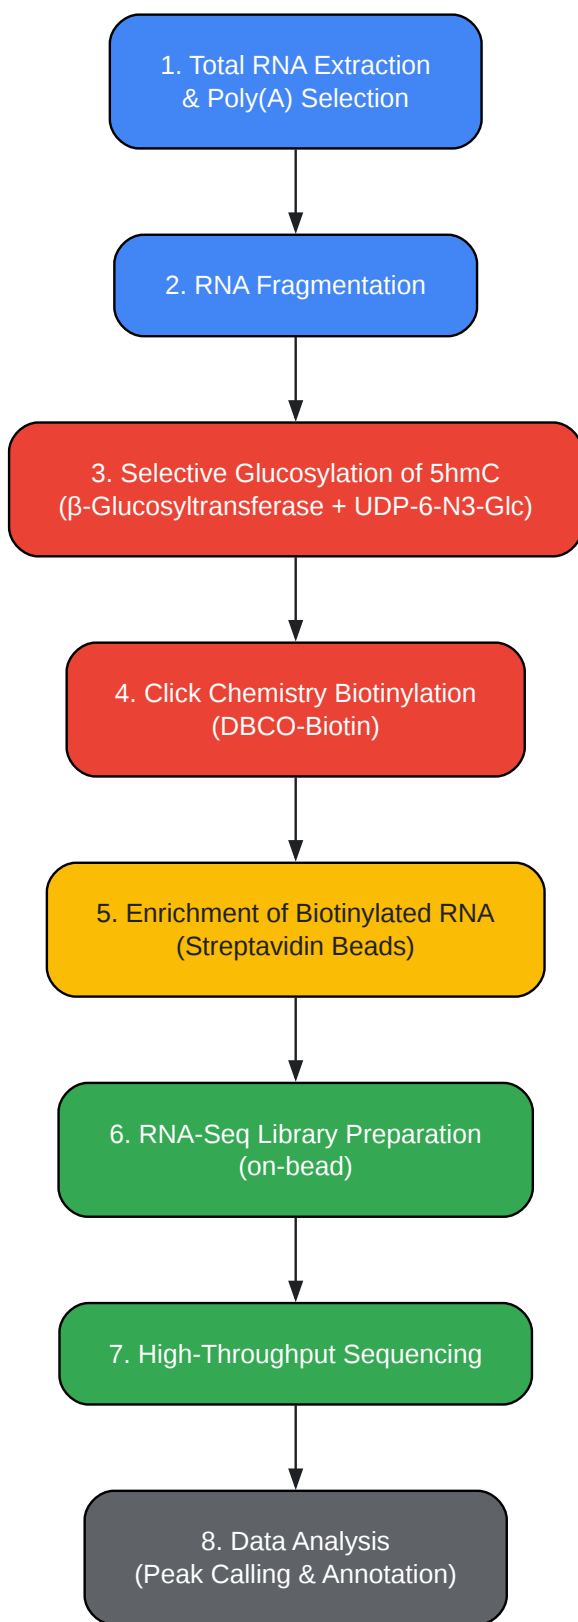 1. Total RNA Extraction
& Poly(A) Selection
2. RNA Fragmentation
3. Selective Glucosylation of 5hmC
(β-Glucosyltransferase + UDP-6-N3-Glc)
4. Click Chemistry Biotinylation
(DBCO-Biotin)
5. Enrichment of Biotinylated RNA
(Streptavidin Beads)
6. RNA-Seq Library Preparation
(on-bead)
7. High-Throughput Sequencing
8. Data Analysis
(Peak Calling & Annotation)